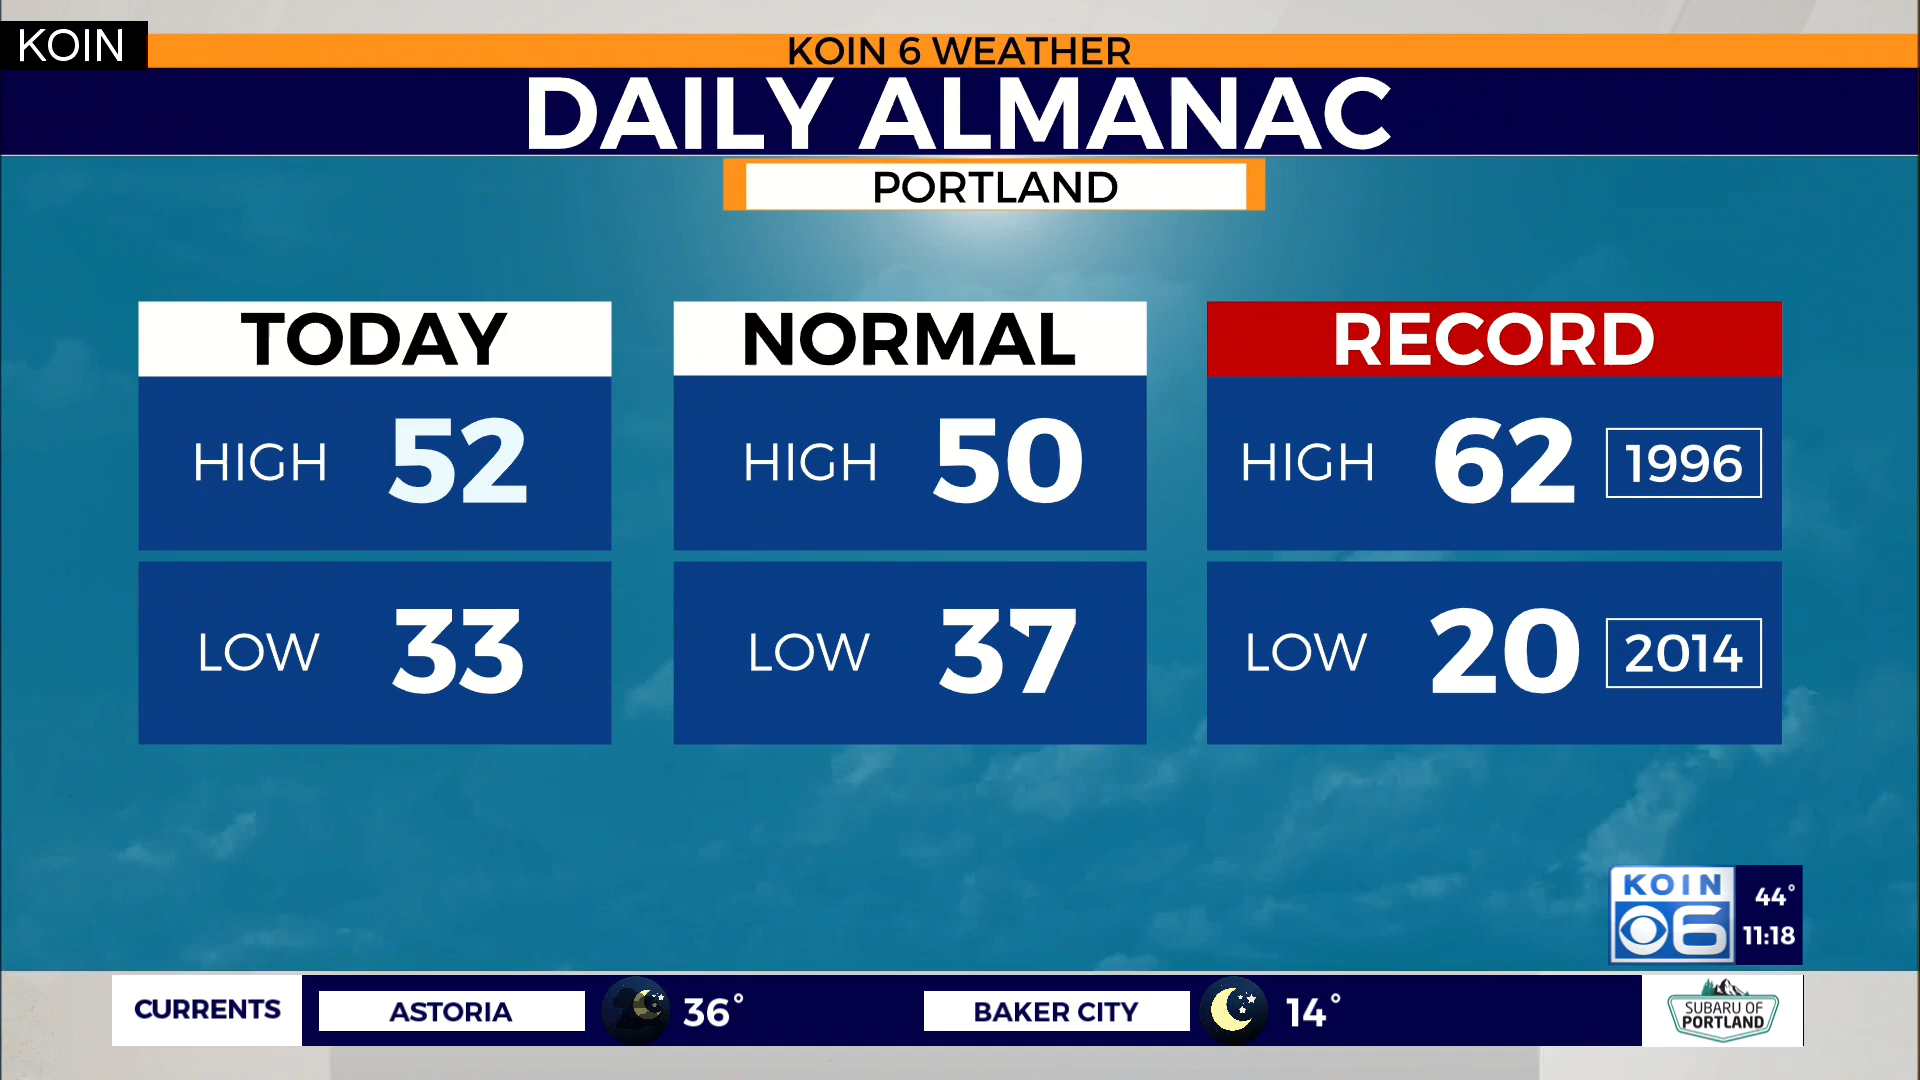 KOIN
KOIN 6 WEATHER
DAILY ALMANAC
PORTLAND
TODAY
HIGH 52
LOW 33
NORMAL
HIGH 50
LOW 37
RECORD
HIGH 62 1996
LOW 20 2014
KOIN
6
44°
11:18
CURRENTS
ASTORIA 36°
BAKER CITY 14°
SUBARU OF
PORTLAND